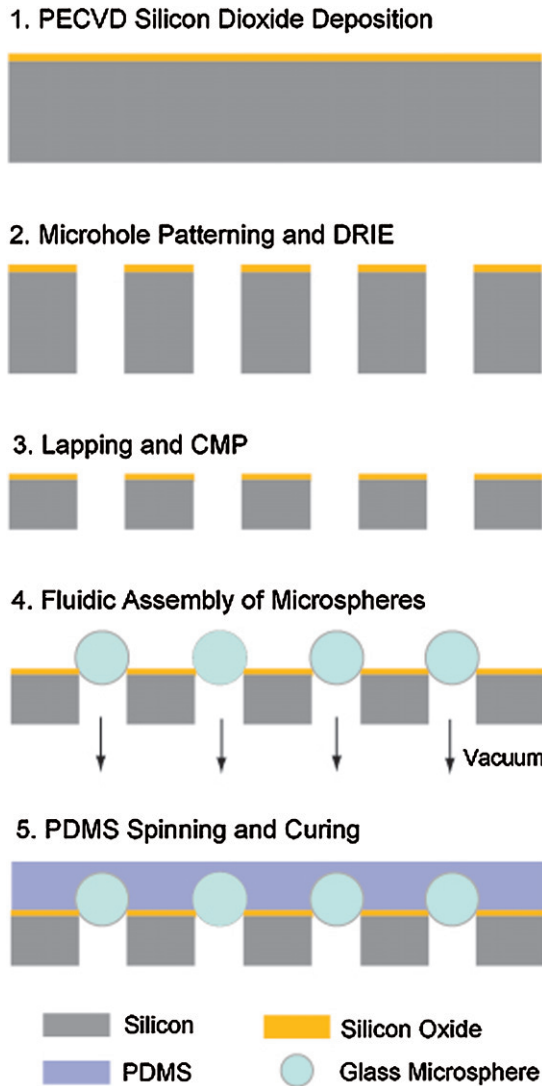 1. PECVD Silicon Dioxide Deposition
2. Microhole Patterning and DRIE
3. Lapping and CMP
4. Fluidic Assembly of Microspheres
Vacuum
5. PDMS Spinning and Curing
Silicon
Silicon Oxide
PDMS
Glass Microsphere